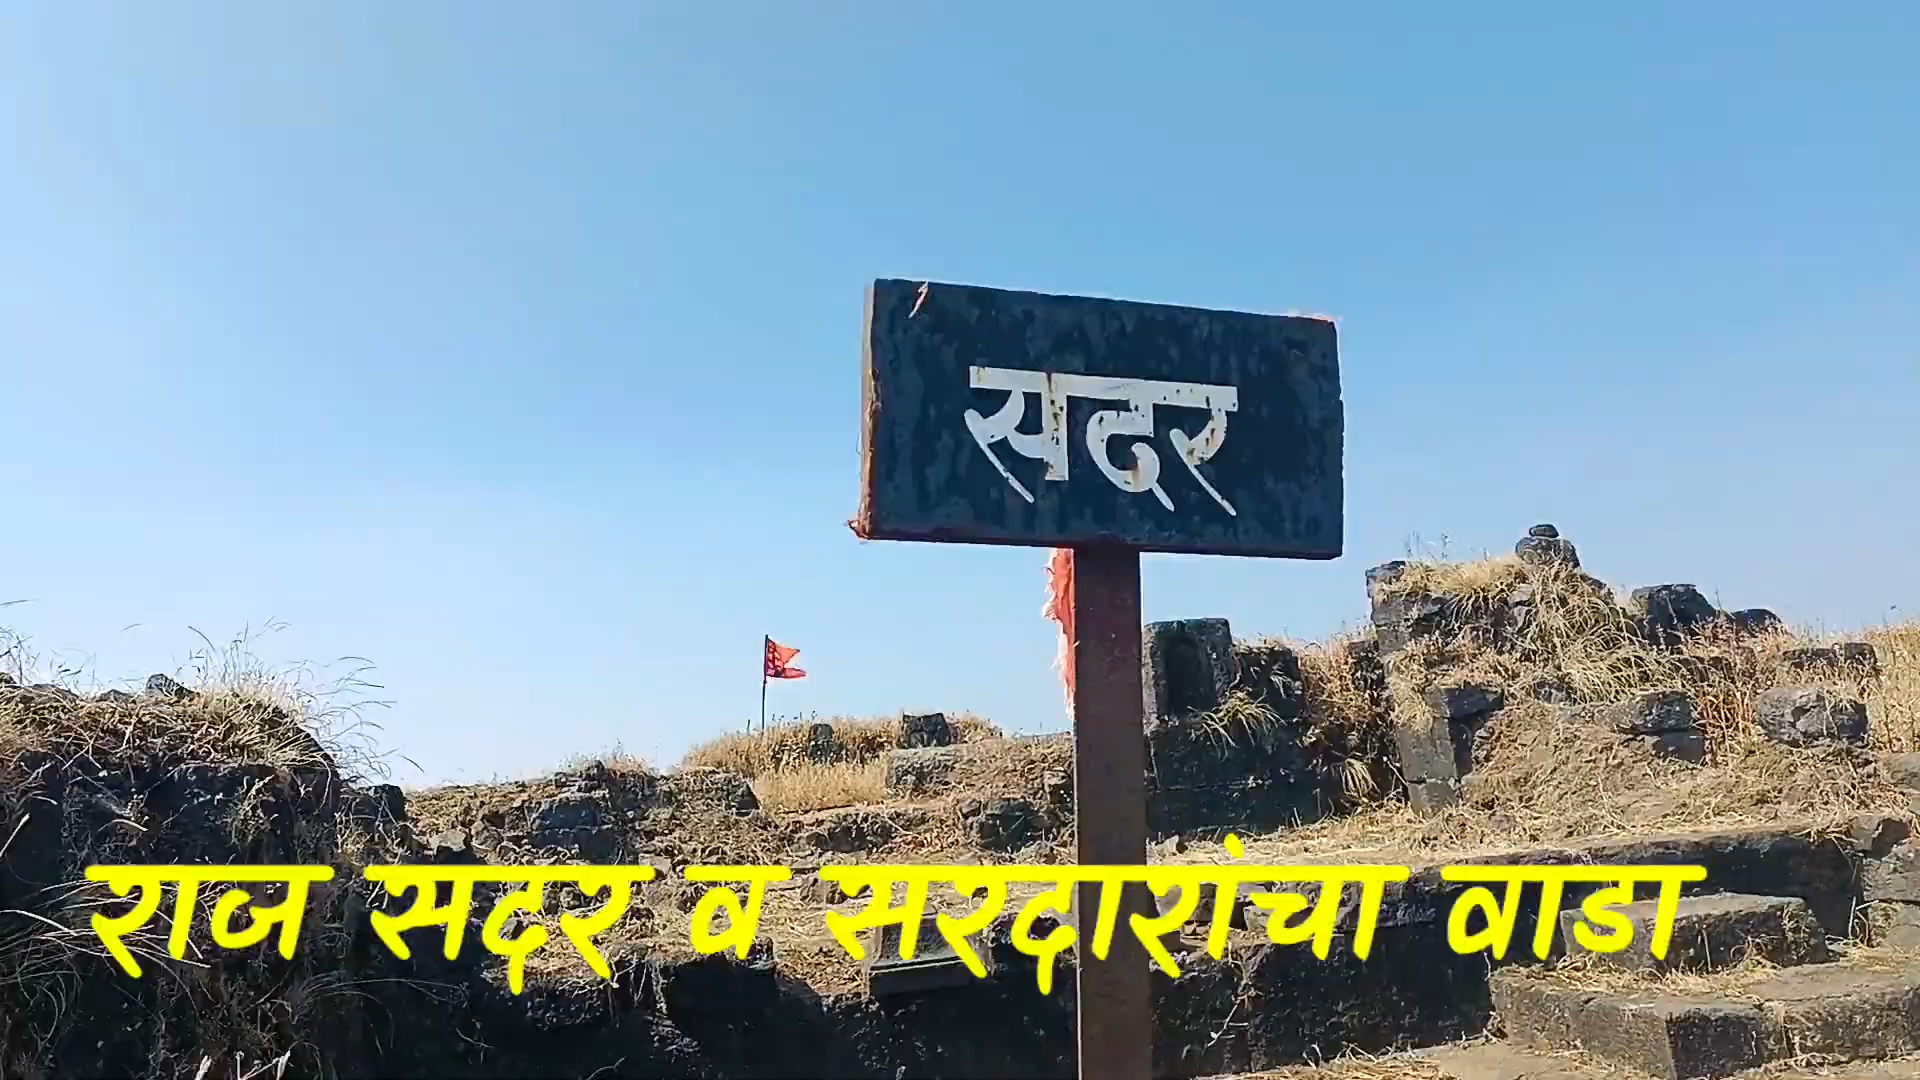 सदर
राज सदर व सरदारांचा वाडा